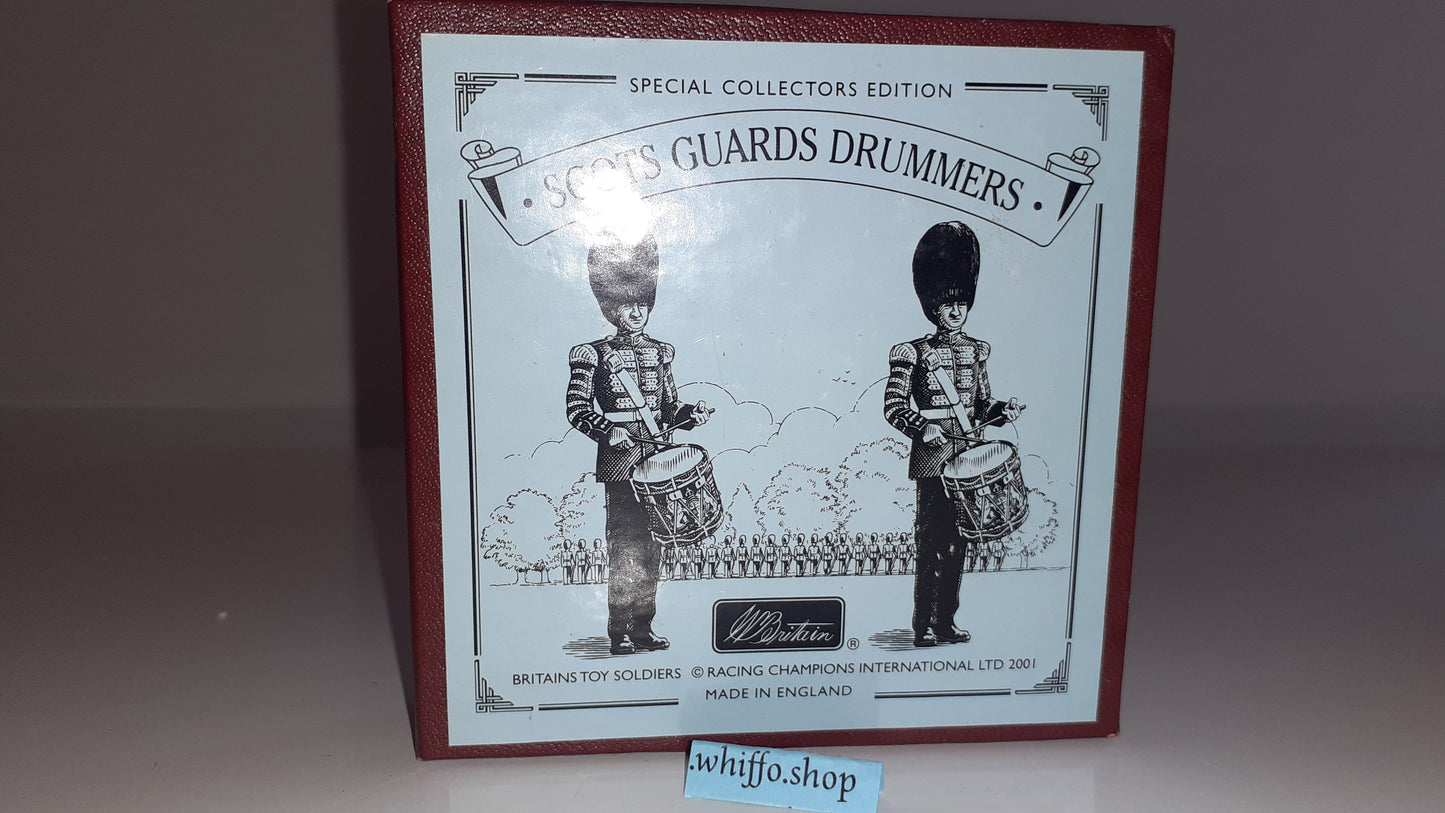 SPECIAL COLLECTORS EDITION
• SCOTS GUARDS DRUMMERS •
WBritain ®
BRITAINS TOY SOLDIERS © RACING CHAMPIONS INTERNATIONAL LTD 2001
MADE IN ENGLAND
.whiffo.shop